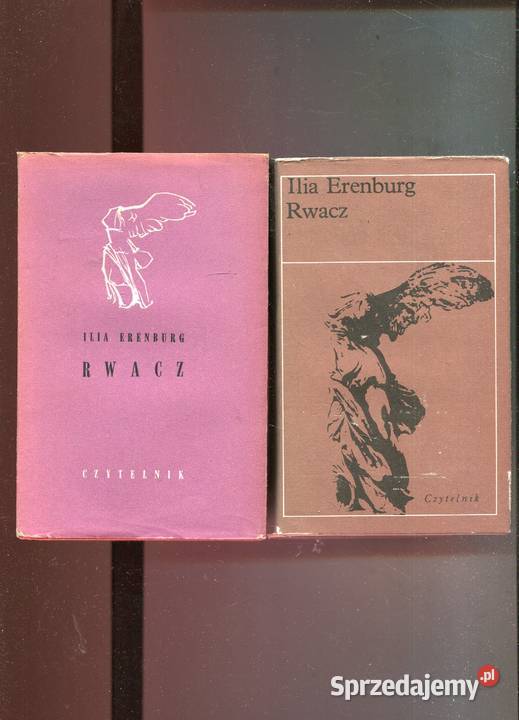 ILIA ERENBURG
RWACZ
CZYTELNIK
Ilia Erenburg
Rwacz
Czytelnik
Sprzedajemy.pl